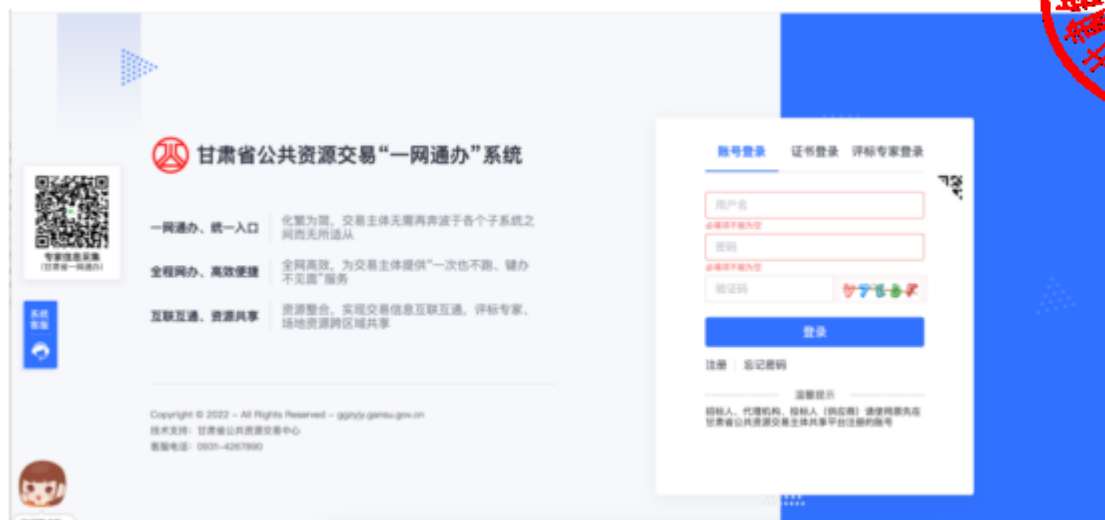 甘肃省公共资源交易“一网通办”系统
一网通办、统一入口
化繁为简，交易主体无需再奔波于各个子系统之
间而无所适从
全程网办、高效便捷
全网高效，为交易主体提供“一次也不跑、键办
不见面”服务
互联互通、资源共享
资源整合，实现交易信息互联互通，评标专家、
场地资源跨区域共享
Copyright © 2022 - All Rights Reserved - ggzyjy.gansu.gov.cn
技术支持：甘肃省公共资源交易中心
客服电话：0931-4267890
专家信息采集
(甘肃省一网通办)
系统
客服
账号登录 证书登录 评标专家登录
用户名
必填项不能为空
密码
必填项不能为空
验证码
登录
注册 忘记密码
温馨提示
招标人、代理机构、投标人（供应商）请使用原先在
甘肃省公共资源交易主体共享平台注册的账号